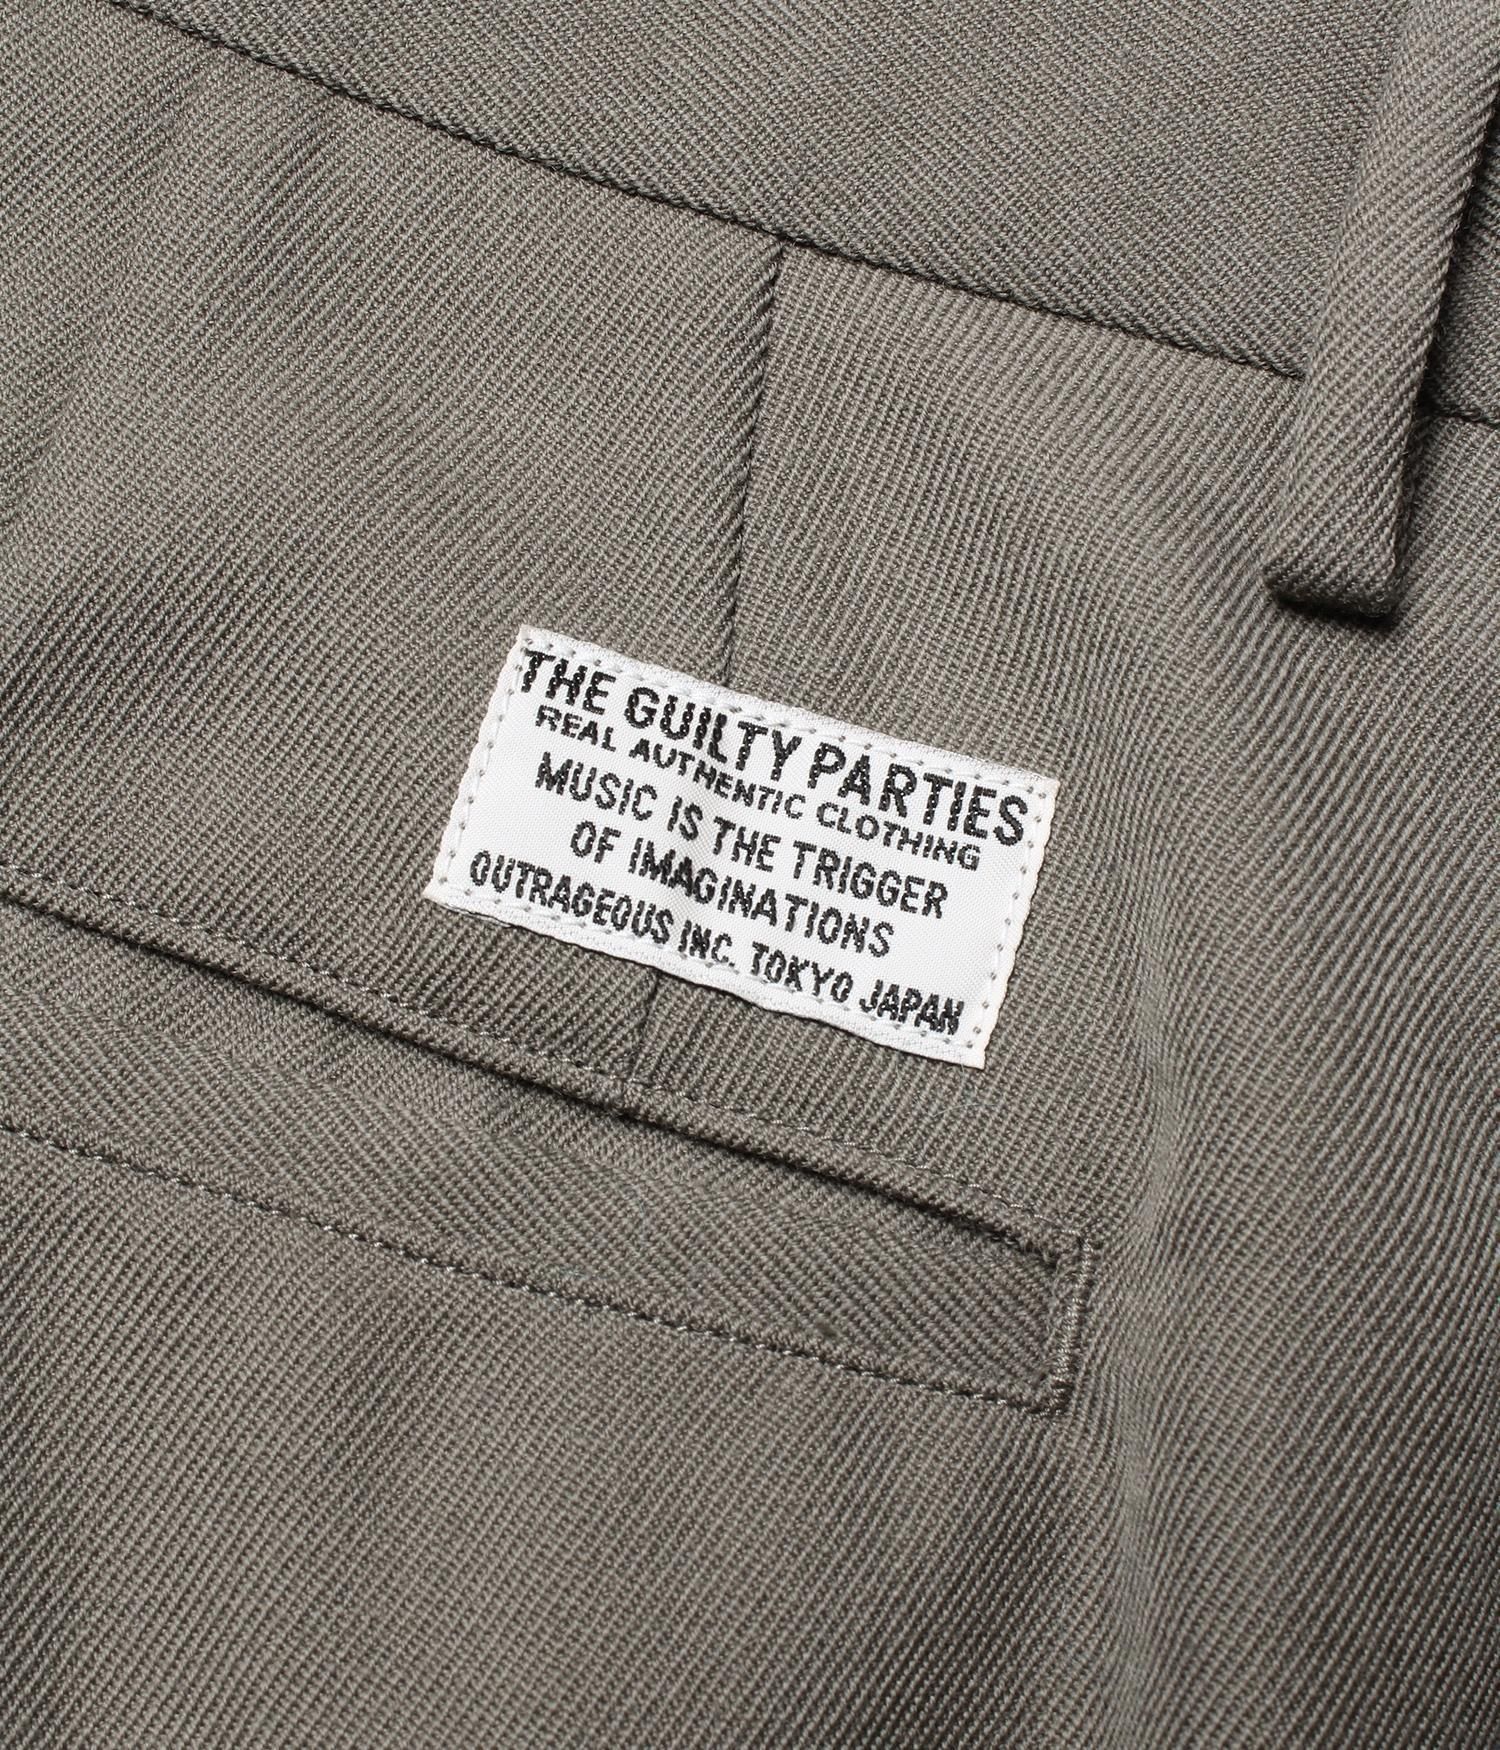 THE GUILTY PARTIES
REAL AUTHENTIC CLOTHING
MUSIC IS THE TRIGGER
OF IMAGINATIONS
OUTRAGEOUS INC. TOKYO JAPAN